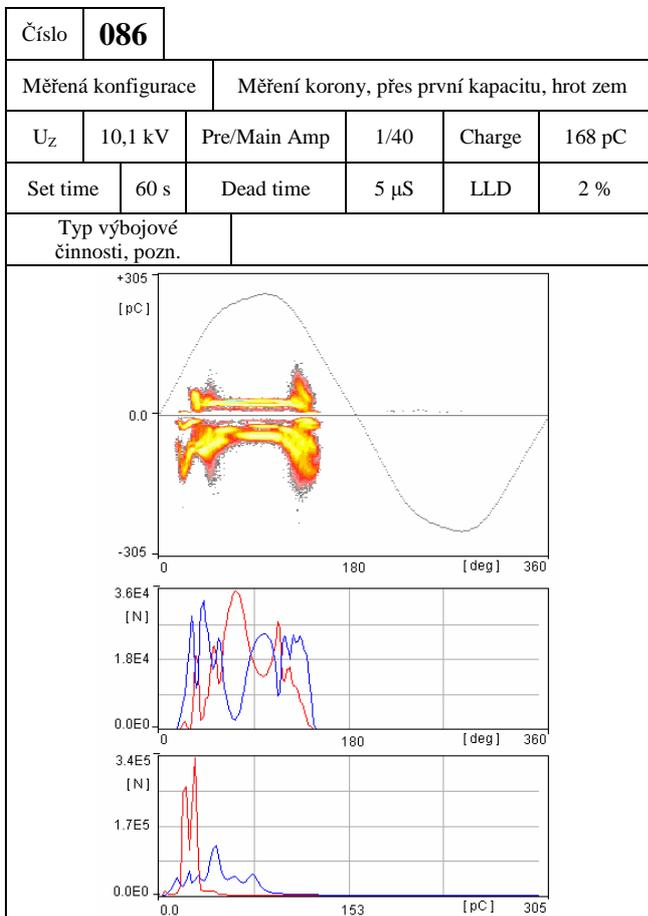 Číslo 086
Měřená konfigurace Měření korony, přes první kapacitu, hrot zem
UZ 10,1 kV Pre/Main Amp 1/40 Charge 168 pC
Set time 60 s Dead time 5 µS LLD 2 %
Typ výbojové
činnosti, pozn.
+305
[pC]
0.0
-305
0 180 [deg] 360
3.6E4
[N]
1.8E4
0.0E0
0 180 [deg] 360
3.4E5
[N]
1.7E5
0.0E0
0.0 153 [pC] 305